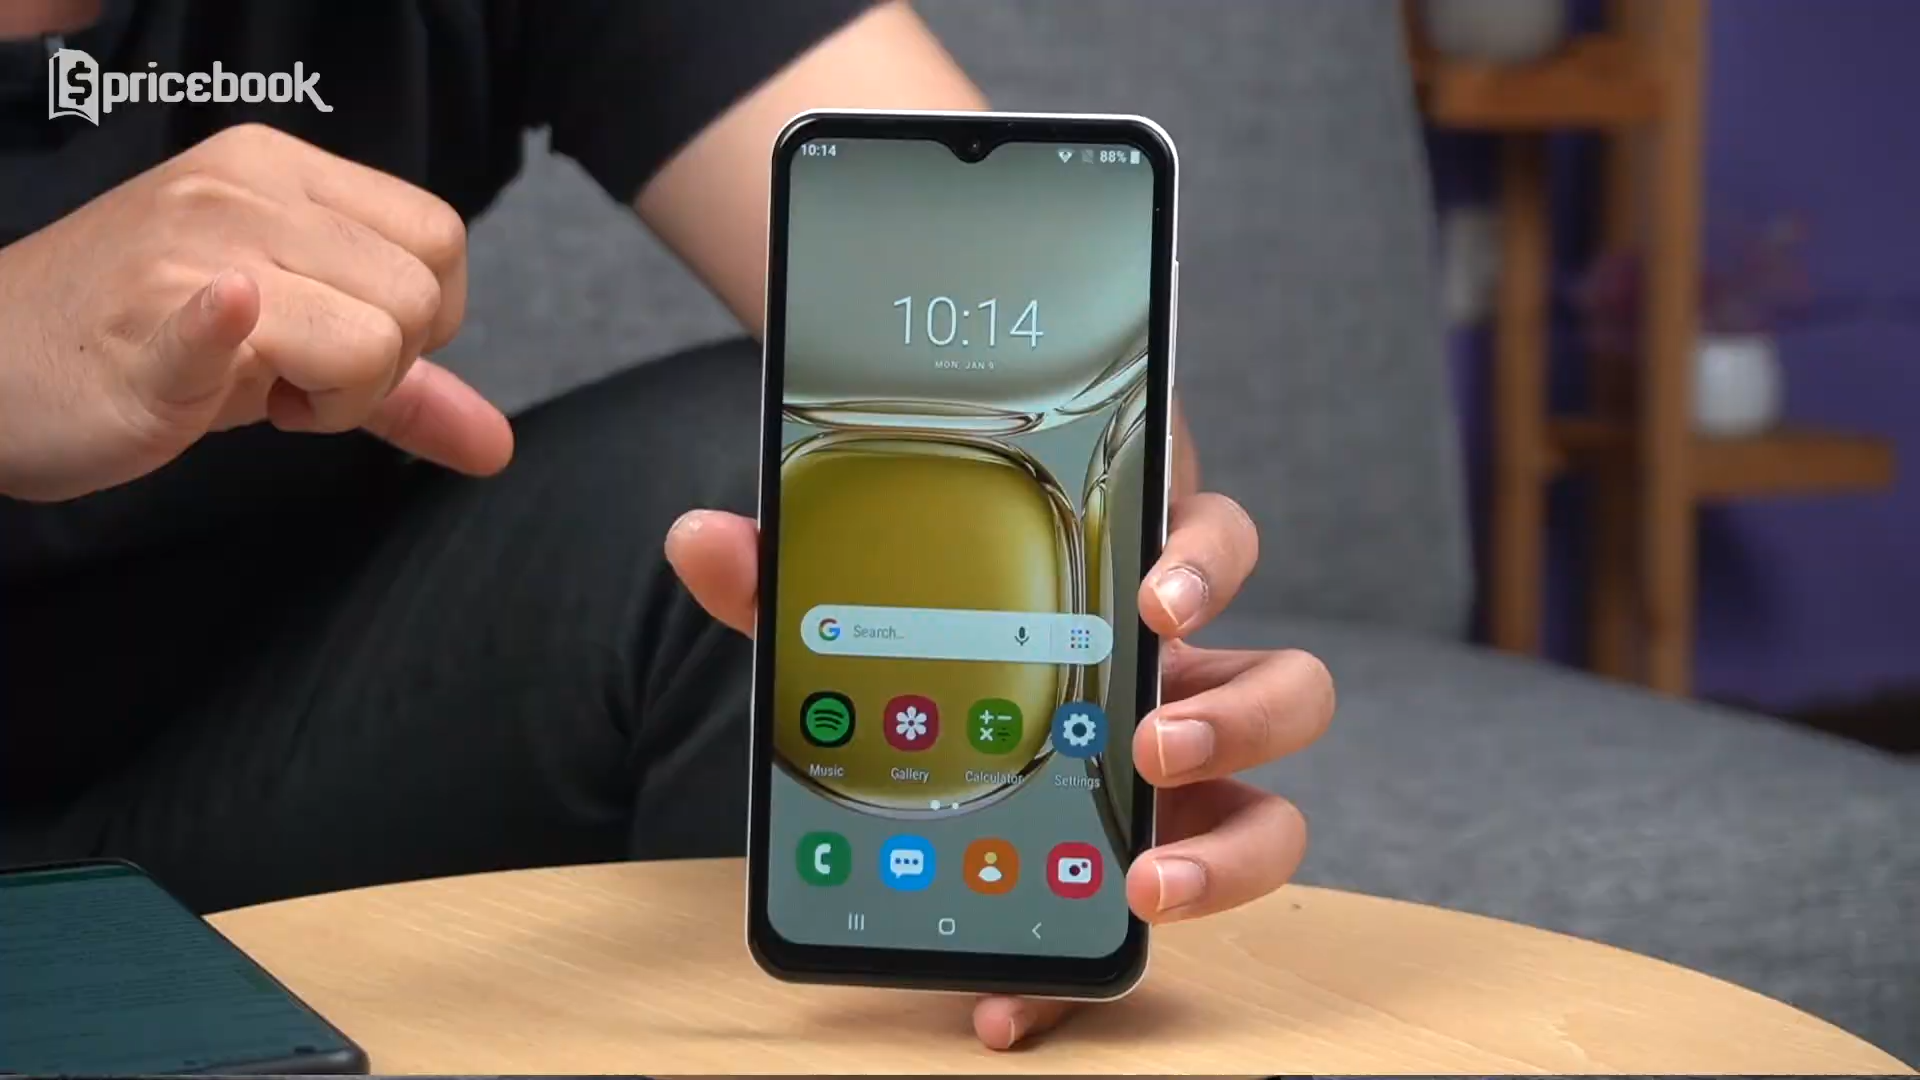 pricebook
10:14
88%
10:14
MON, JAN 9
Search...
Music
Gallery
Calculator
Settings